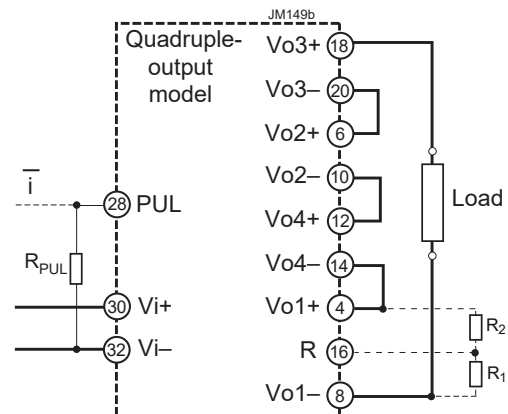 JM149b
Quadruple-
output
model
Vo3+ 18
Vo3– 20
Vo2+ 6
Vo2– 10
Vo4+ 12
Vo4– 14
Vo1+ 4
R 16
Vo1– 8
Load
R2
R1
i
28 PUL
RPUL
30 Vi+
32 Vi–